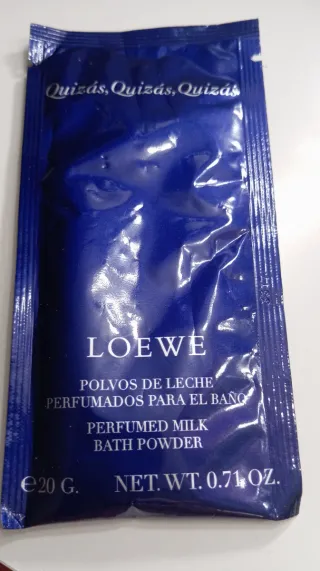 Quizás, Quizás, Quizás
LOEWE
POLVOS DE LECHE
PERFUMADOS PARA EL BAÑO
PERFUMED MILK
BATH POWDER
℮20 G. NET. WT. 0.71 OZ.